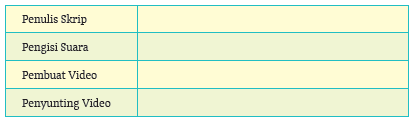 Penulis Skrip
Pengisi Suara
Pembuat Video
Penyunting Video